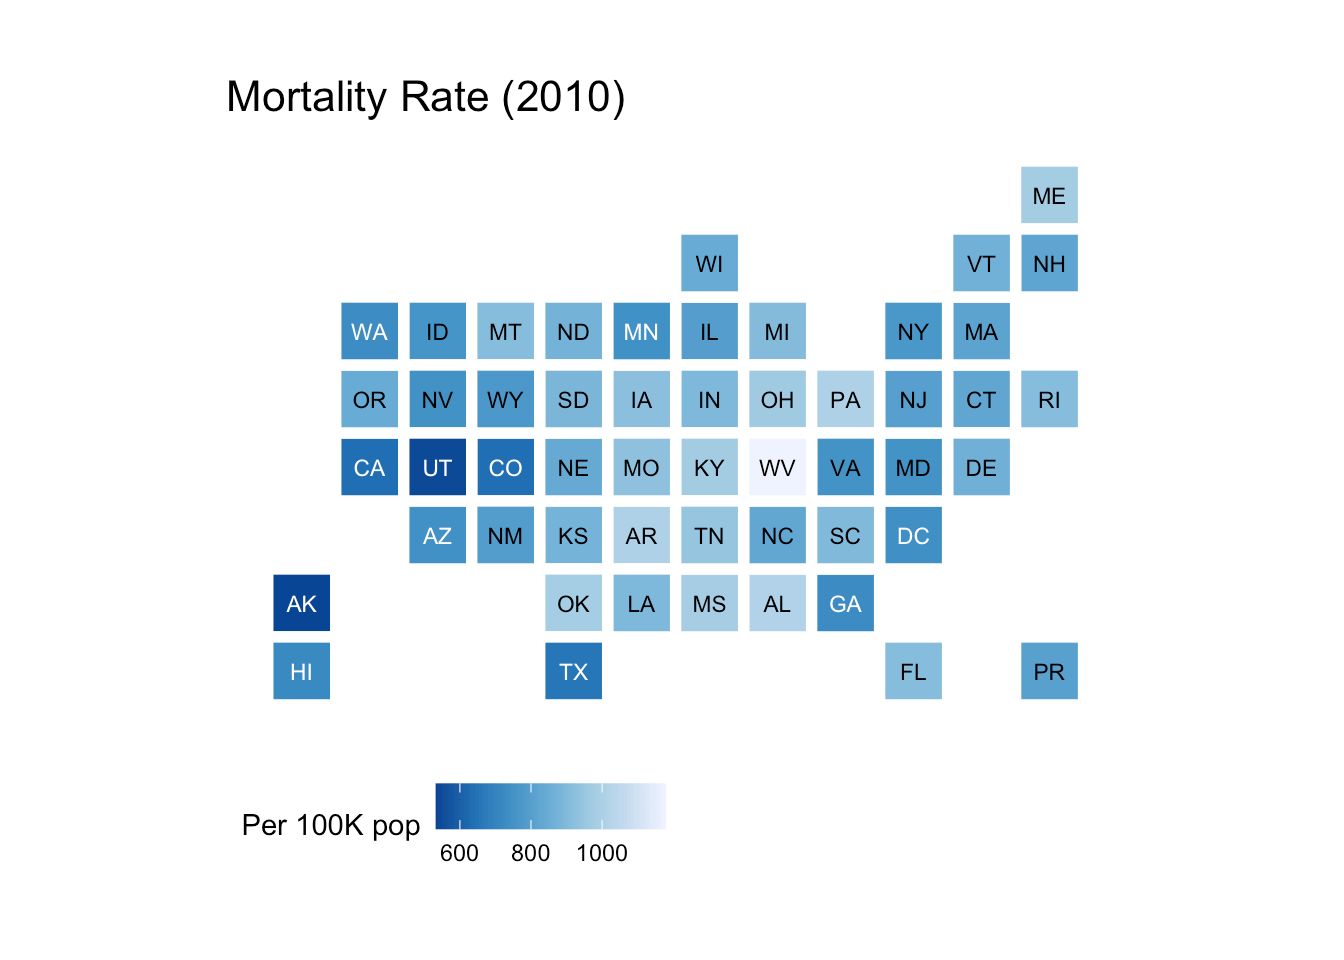 Mortality Rate (2010)
ME
WI VT NH
WA ID MT ND MN IL MI NY MA
OR NV WY SD IA IN OH PA NJ CT RI
CA UT CO NE MO KY WV VA MD DE
AZ NM KS AR TN NC SC DC
AK OK LA MS AL GA
HI TX FL PR
Per 100K pop
600 800 1000